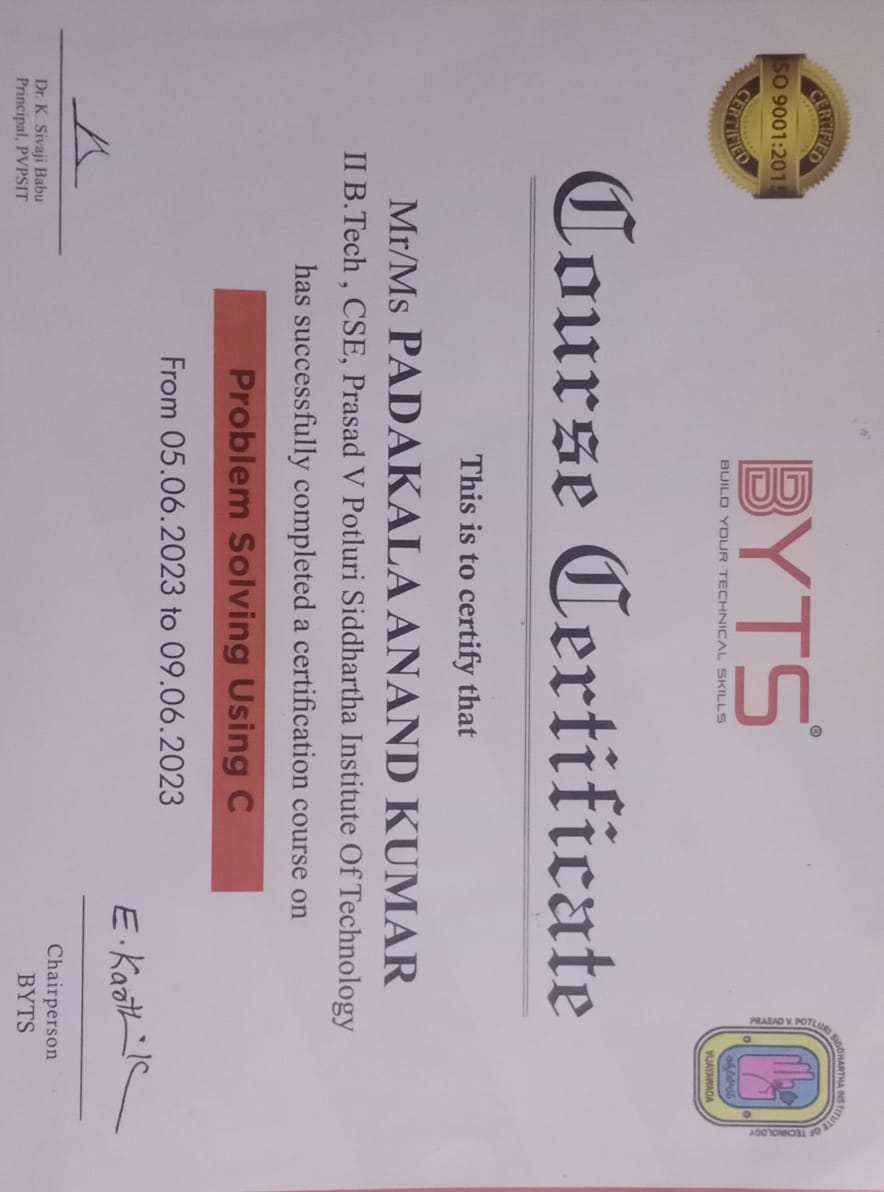 CERTIFIED
ISO 9001:2015
CERTIFIED
BYTS®
BUILD YOUR TECHNICAL SKILLS
PRASAD V. POTLURI SIDDHARTHA INSTITUTE OF TECHNOLOGY
VIJAYAWADA
Course Certificate
This is to certify that
Mr/Ms PADAKALA ANAND KUMAR
II B.Tech , CSE, Prasad V Potluri Siddhartha Institute Of Technology
has successfully completed a certification course on
Problem Solving Using C
From 05.06.2023 to 09.06.2023
Dr. K. Sivaji Babu
Principal, PVPSIT
E. Karthik
Chairperson
BYTS